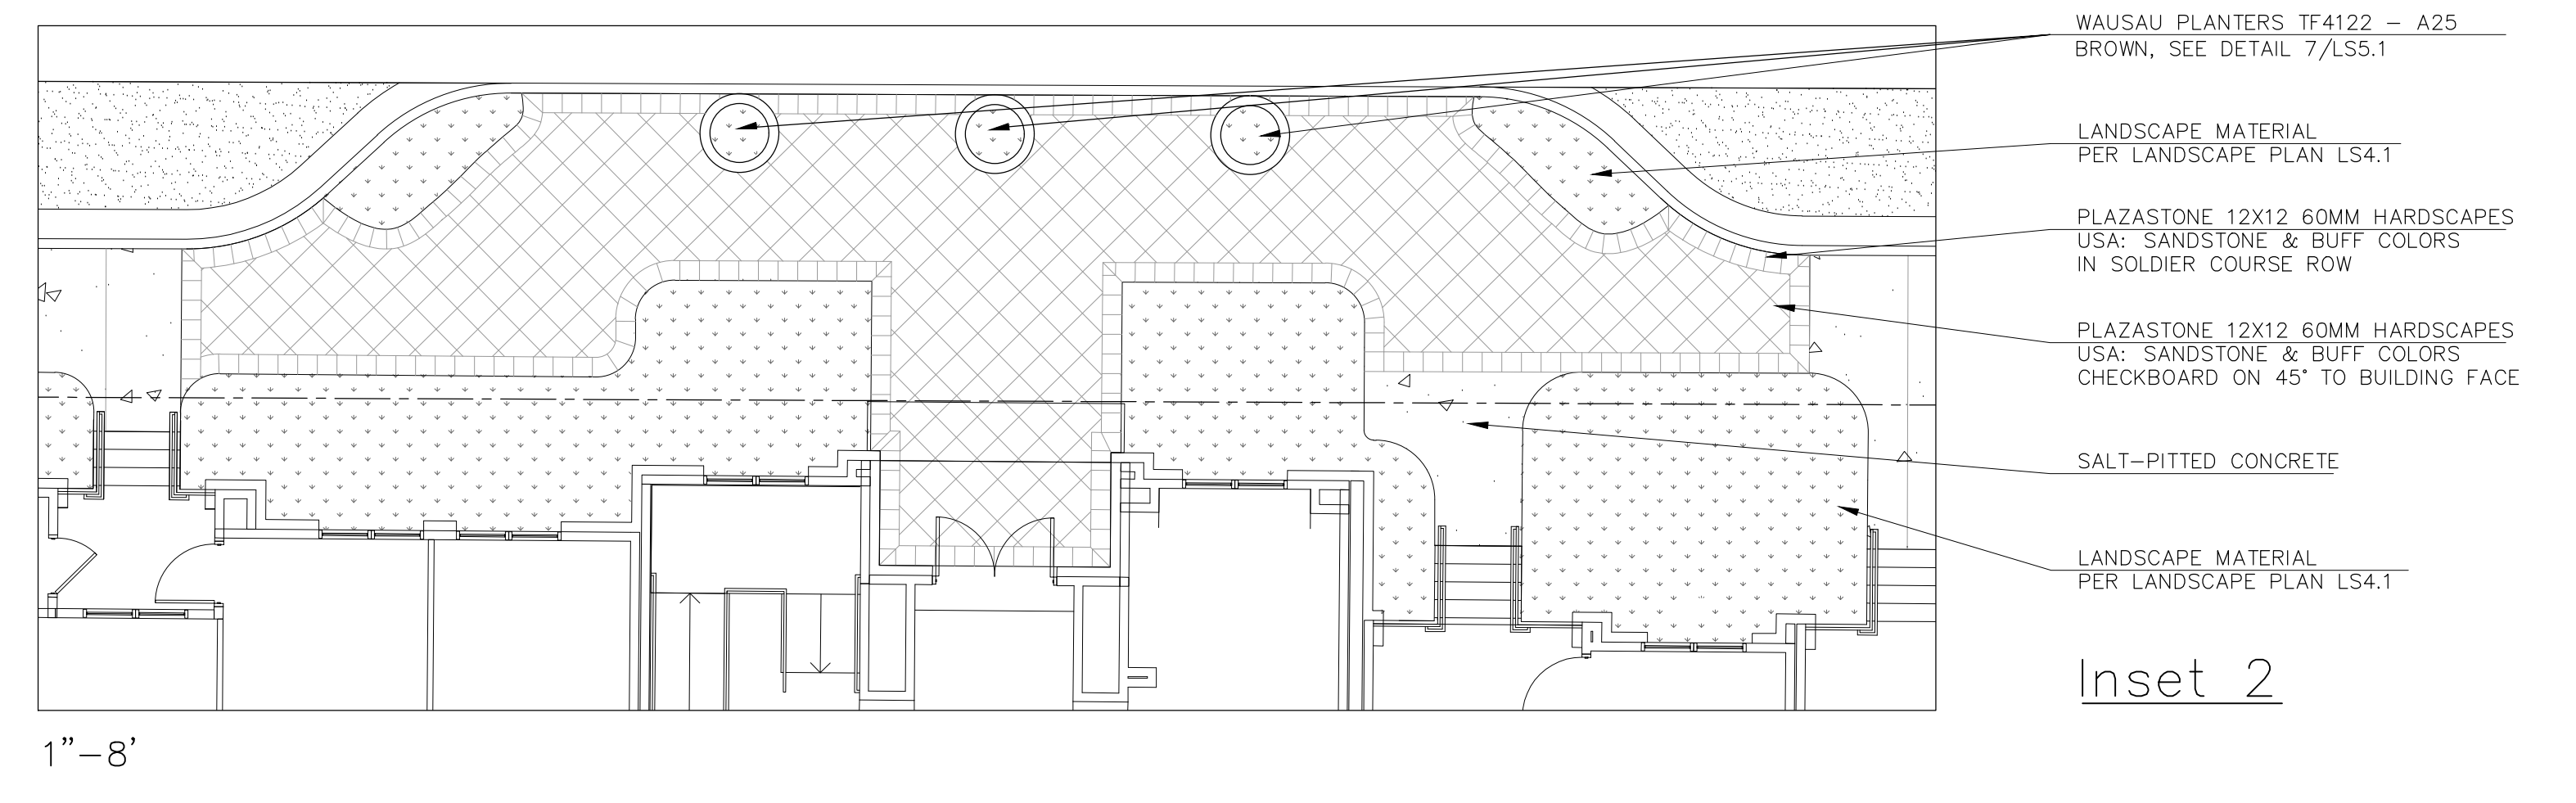 WAUSAU PLANTERS TF4122 – A25
BROWN, SEE DETAIL 7/LS5.1
LANDSCAPE MATERIAL
PER LANDSCAPE PLAN LS4.1
PLAZASTONE 12X12 60MM HARDSCAPES
USA: SANDSTONE & BUFF COLORS
IN SOLDIER COURSE ROW
PLAZASTONE 12X12 60MM HARDSCAPES
USA: SANDSTONE & BUFF COLORS
CHECKBOARD ON 45° TO BUILDING FACE
SALT–PITTED CONCRETE
LANDSCAPE MATERIAL
PER LANDSCAPE PLAN LS4.1
Inset 2
1”–8’